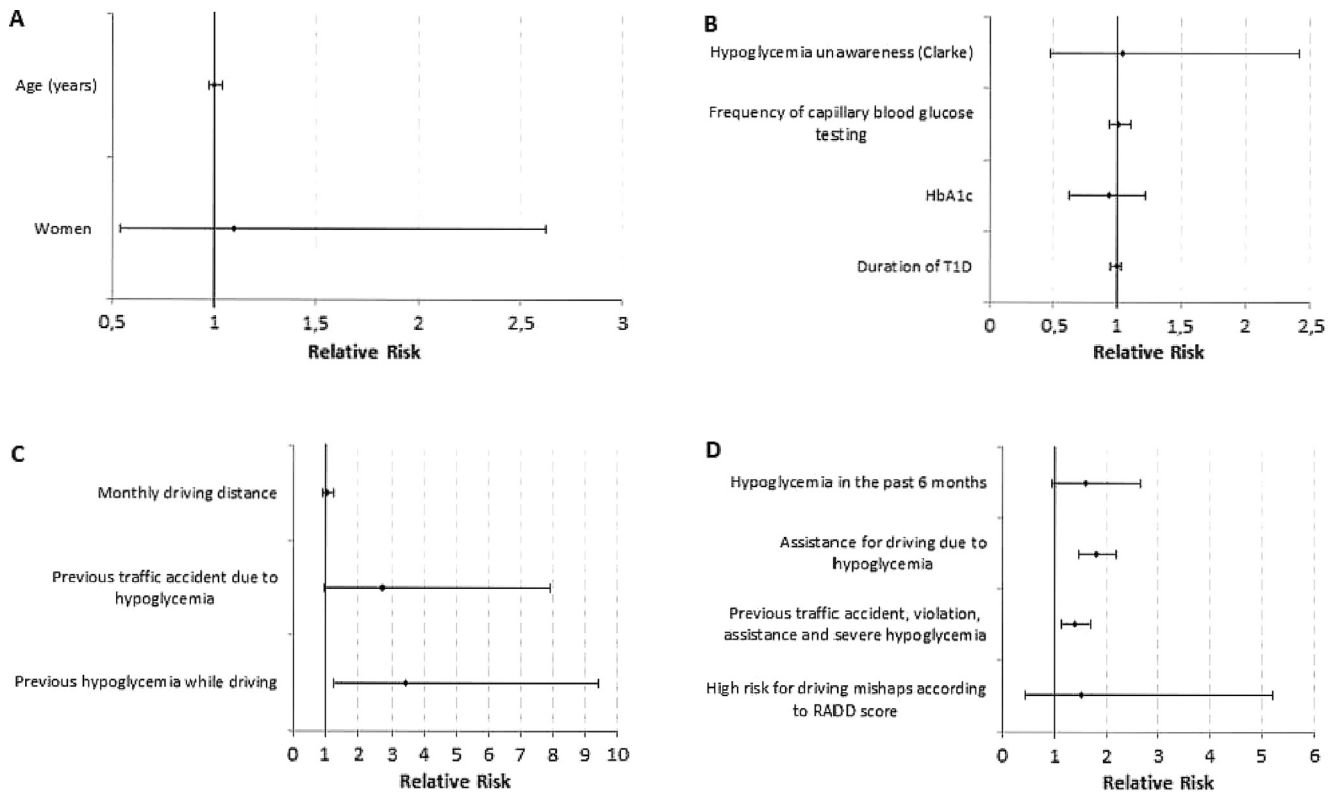 A
Age (years)
Women
0,5 1 1,5 2 2,5 3
Relative Risk
B
Hypoglycemia unawareness (Clarke)
Frequency of capillary blood glucose
testing
HbA1c
Duration of T1D
0 0,5 1 1,5 2 2,5
Relative Risk
C
Monthly driving distance
Previous traffic accident due to
hypoglycemia
Previous hypoglycemia while driving
0 1 2 3 4 5 6 7 8 9 10
Relative Risk
D
Hypoglycemia in the past 6 months
Assistance for driving due to
hypoglycemia
Previous traffic accident, violation,
assistance and severe hypoglycemia
High risk for driving mishaps according
to RADD score
0 1 2 3 4 5 6
Relative Risk